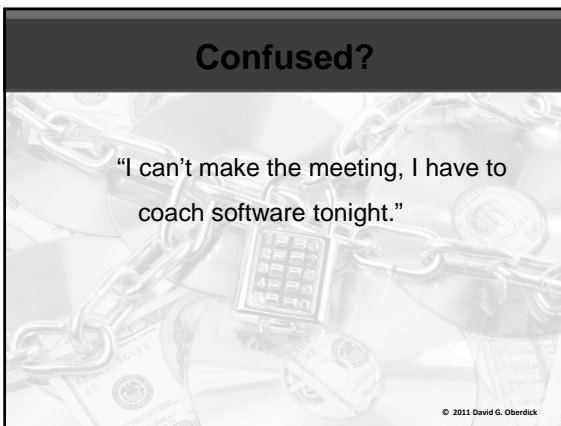 Confused?
“I can’t make the meeting, I have to
coach software tonight.”
© 2011 David G. Oberdick